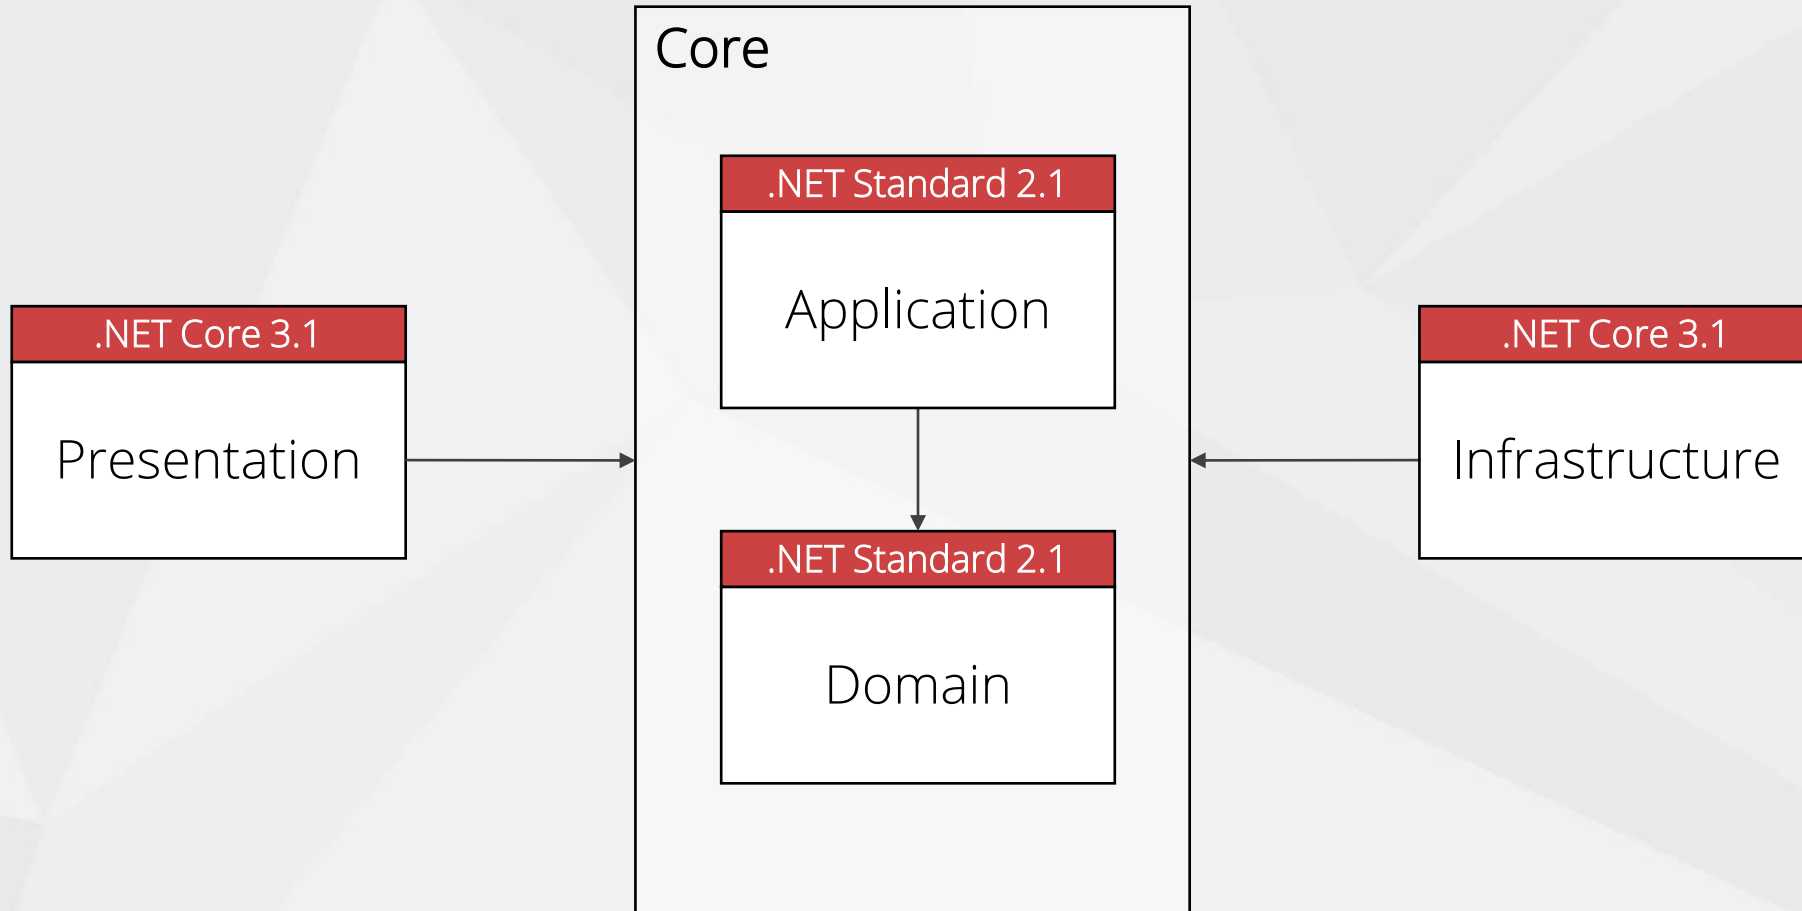 Core
.NET Standard 2.1
Application
.NET Core 3.1
Presentation
.NET Core 3.1
Infrastructure
.NET Standard 2.1
Domain